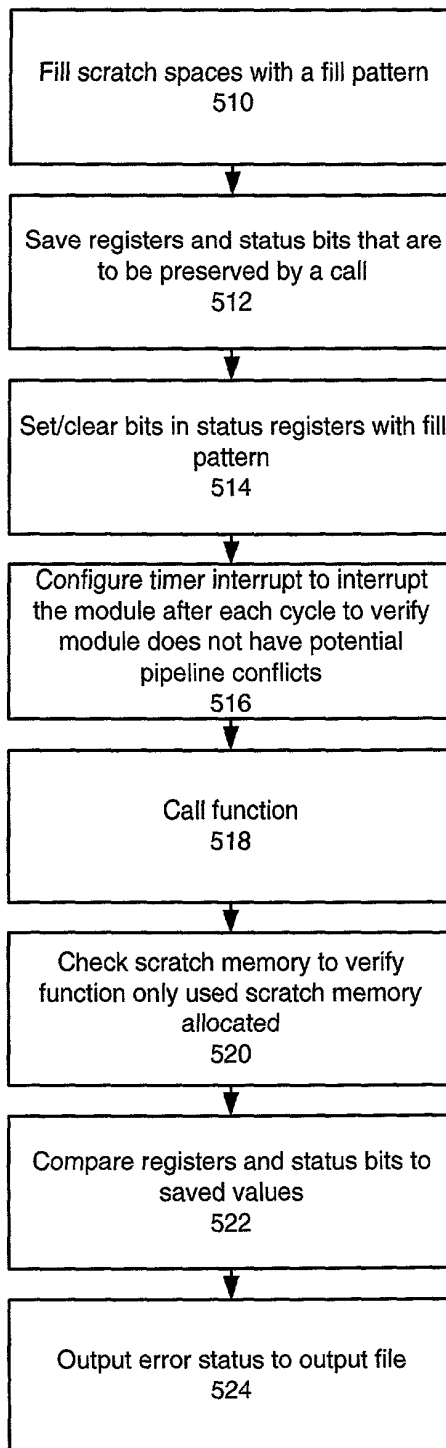 Fill scratch spaces with a fill pattern
510
Save registers and status bits that are
to be preserved by a call
512
Set/clear bits in status registers with fill
pattern
514
Configure timer interrupt to interrupt
the module after each cycle to verify
module does not have potential
pipeline conflicts
516
Call function
518
Check scratch memory to verify
function only used scratch memory
allocated
520
Compare registers and status bits to
saved values
522
Output error status to output file
524